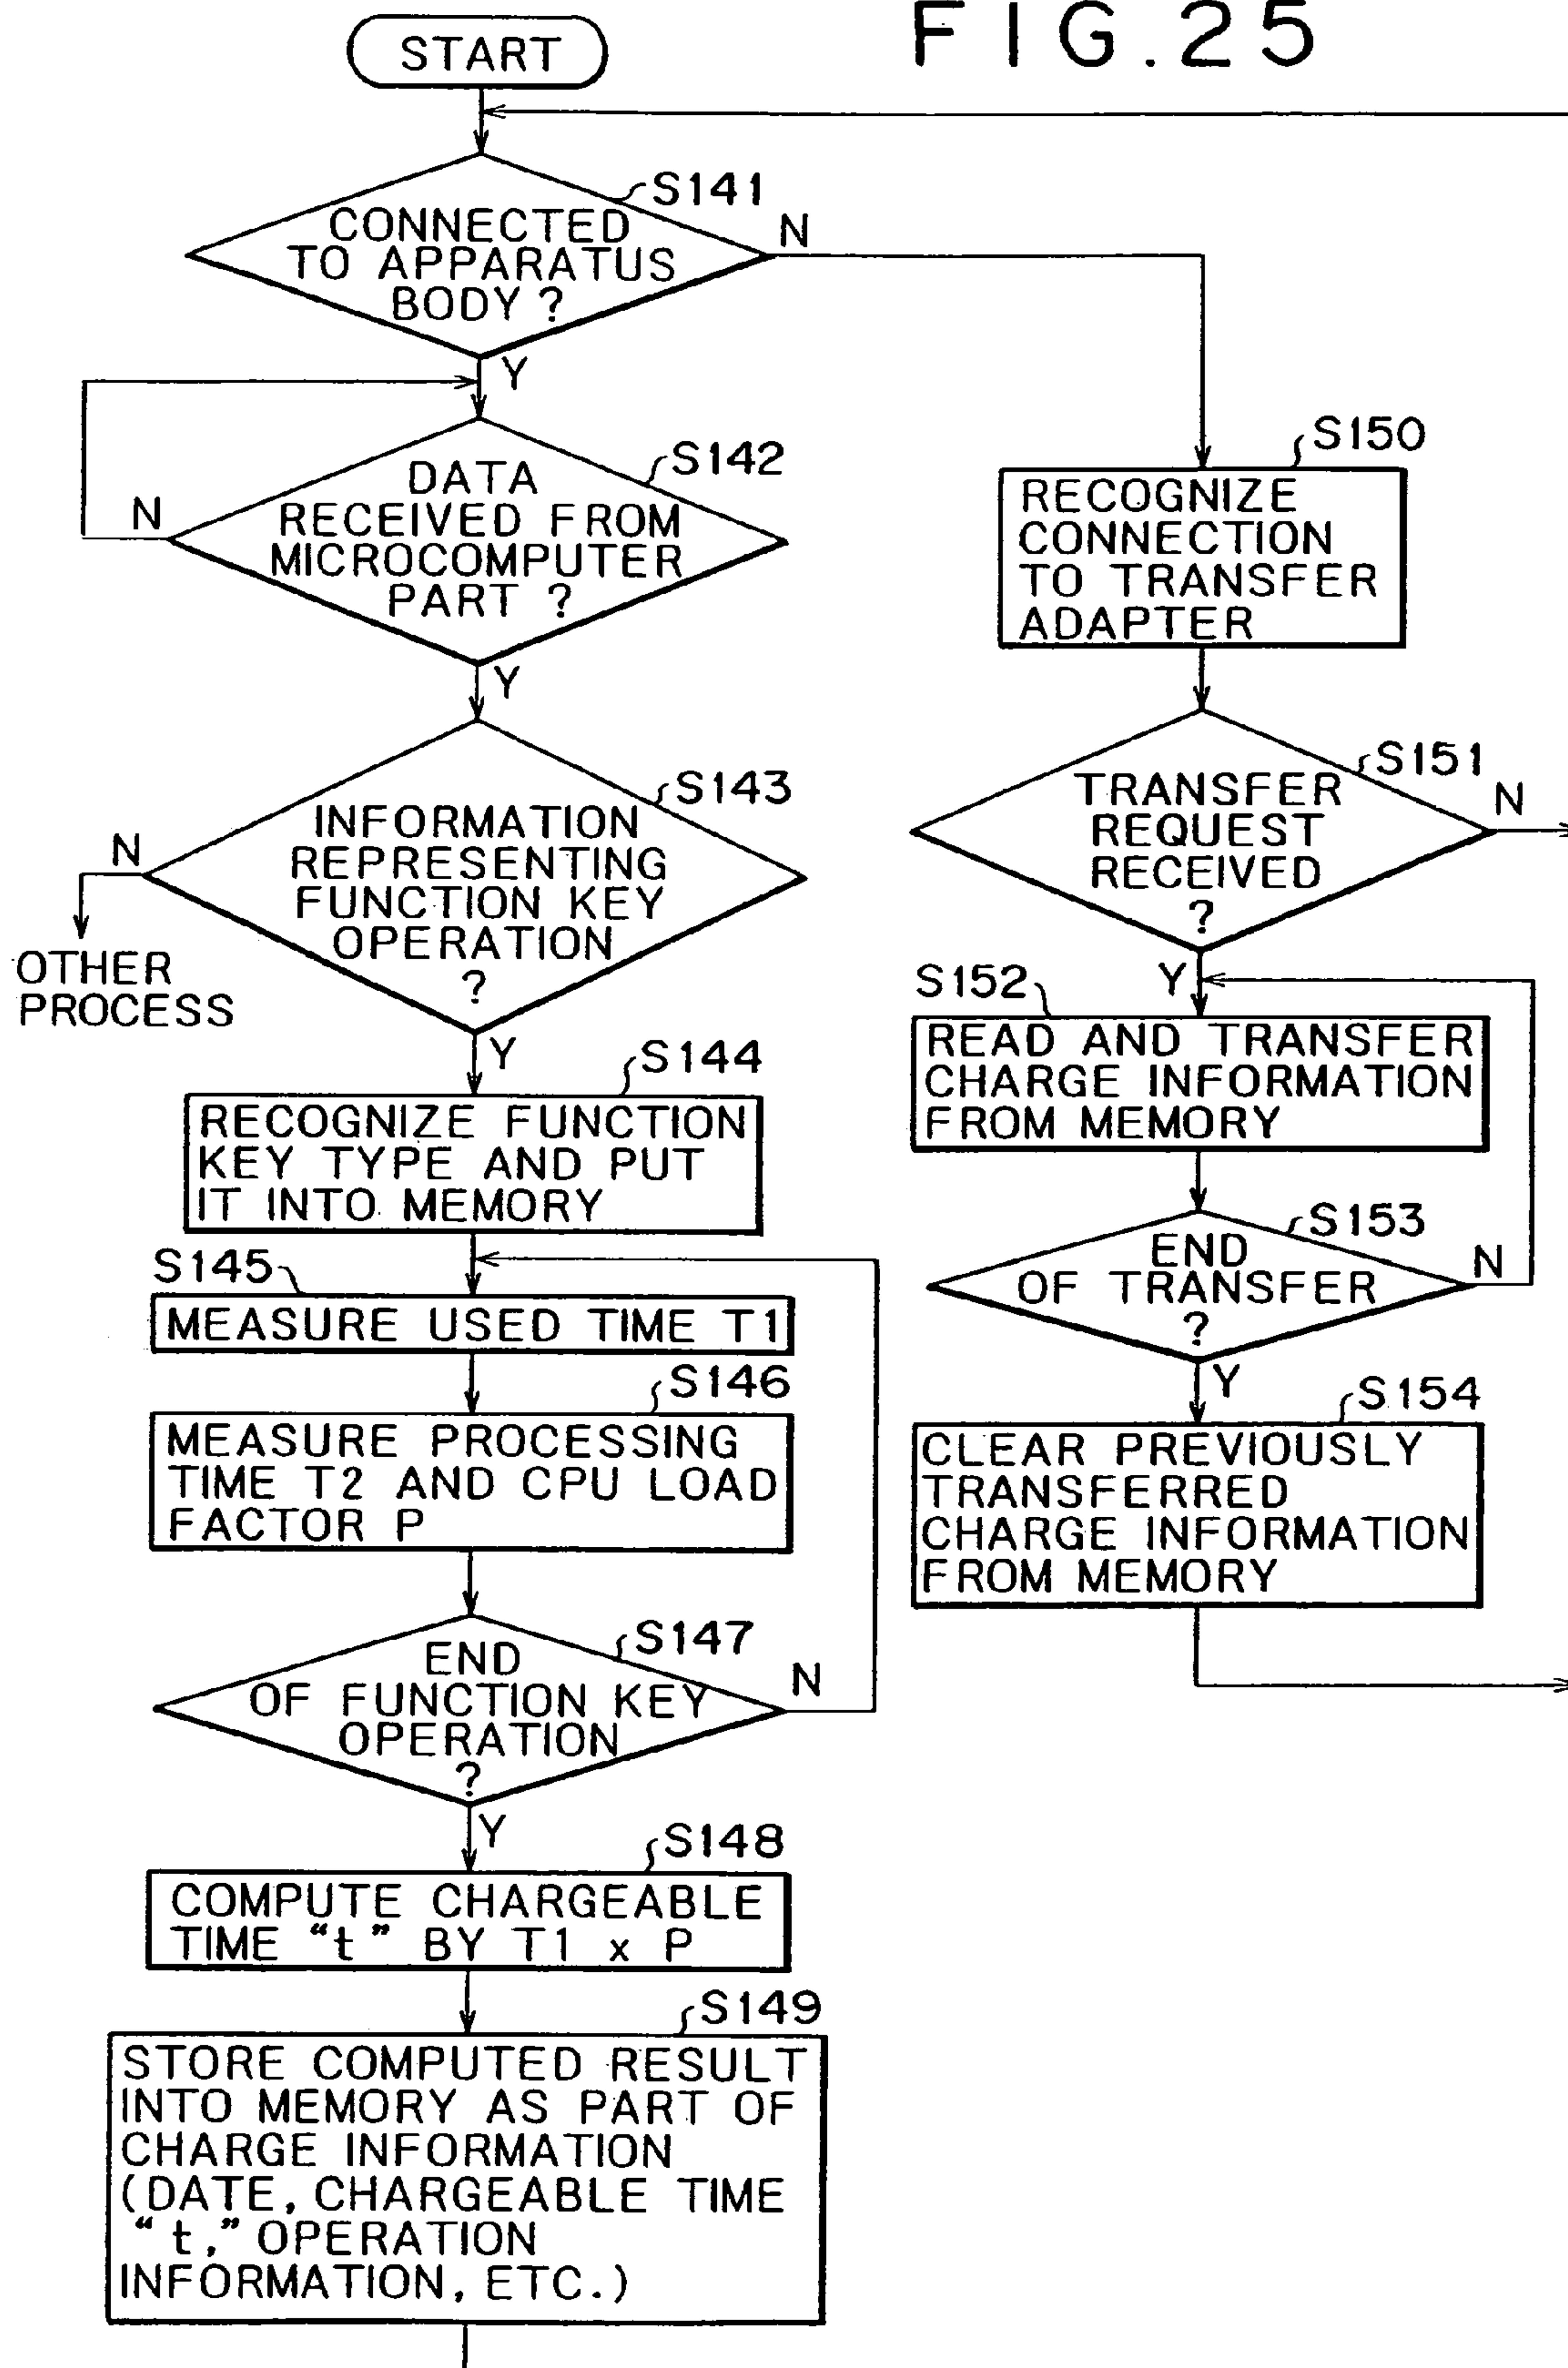 FIG.25
START
S141
CONNECTED
TO APPARATUS
BODY ?
N
Y
S142
DATA
RECEIVED FROM
MICROCOMPUTER
PART ?
N
Y
S143
INFORMATION
REPRESENTING
FUNCTION KEY
OPERATION
?
N
OTHER
PROCESS
Y
S144
RECOGNIZE FUNCTION
KEY TYPE AND PUT
IT INTO MEMORY
S145
MEASURE USED TIME T1
S146
MEASURE PROCESSING
TIME T2 AND CPU LOAD
FACTOR P
S147
END
OF FUNCTION KEY
OPERATION
?
N
Y
S148
COMPUTE CHARGEABLE
TIME “t” BY T1 x P
S149
STORE COMPUTED RESULT
INTO MEMORY AS PART OF
CHARGE INFORMATION
(DATE, CHARGEABLE TIME
“t,” OPERATION
INFORMATION, ETC.)
S150
RECOGNIZE
CONNECTION
TO TRANSFER
ADAPTER
S151
TRANSFER
REQUEST
RECEIVED
?
N
Y
S152
READ AND TRANSFER
CHARGE INFORMATION
FROM MEMORY
S153
END
OF TRANSFER
?
N
Y
S154
CLEAR PREVIOUSLY
TRANSFERRED
CHARGE INFORMATION
FROM MEMORY